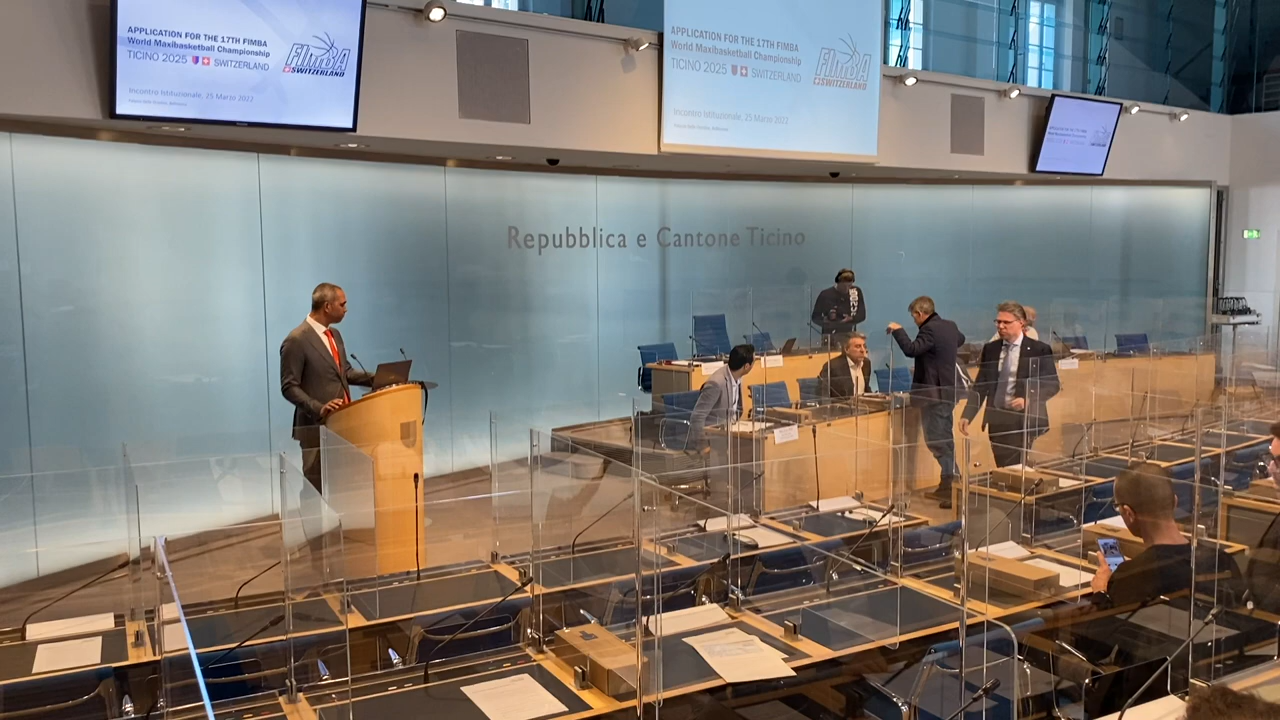 APPLICATION FOR THE 17TH FIMBA
World Maxibasketball Championship
TICINO 2025 SWITZERLAND
FIMBA
SWITZERLAND
Incontro Istituzionale, 25 Marzo 2022
APPLICATION FOR THE 17TH FIMBA
World Maxibasketball Championship
TICINO 2025 SWITZERLAND
FIMBA
SWITZERLAND
Incontro Istituzionale, 25 Marzo 2022
Repubblica e Cantone Ticino